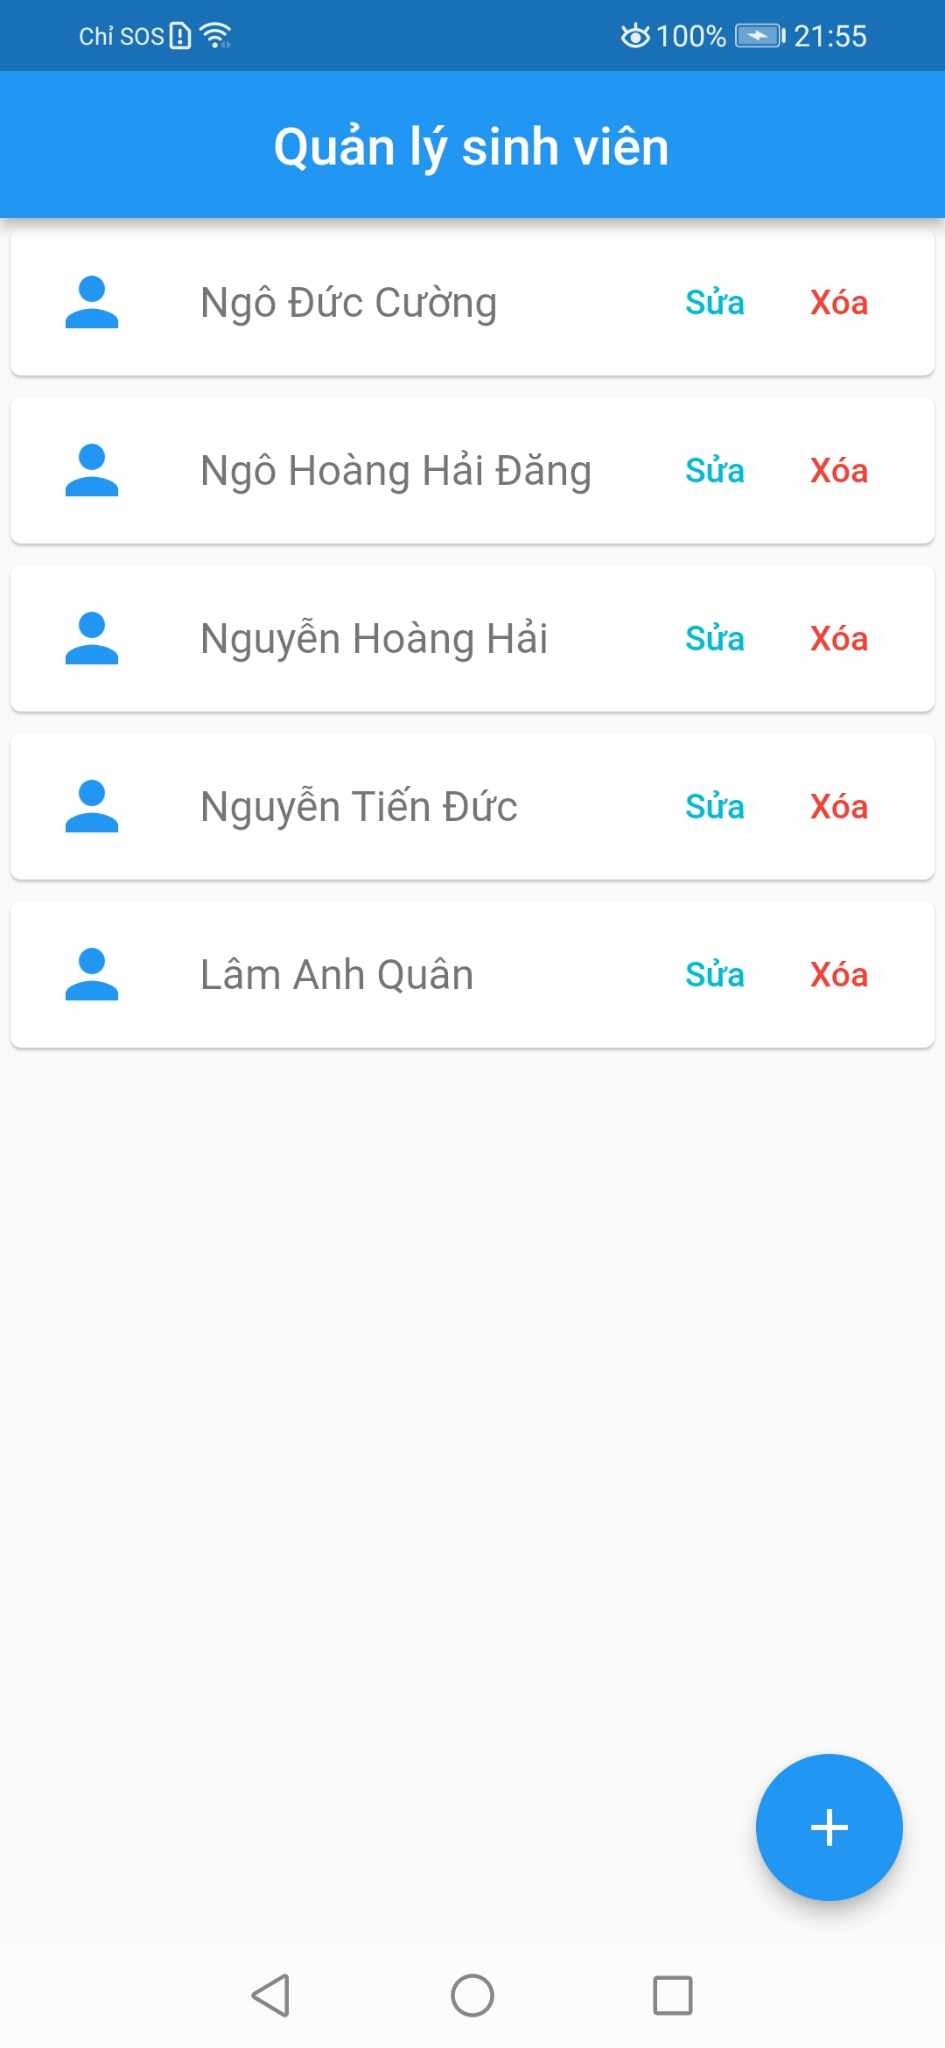 Chỉ SOS 100% 21:55
Quản lý sinh viên
Ngô Đức Cường Sửa Xóa
Ngô Hoàng Hải Đăng Sửa Xóa
Nguyễn Hoàng Hải Sửa Xóa
Nguyễn Tiến Đức Sửa Xóa
Lâm Anh Quân Sửa Xóa